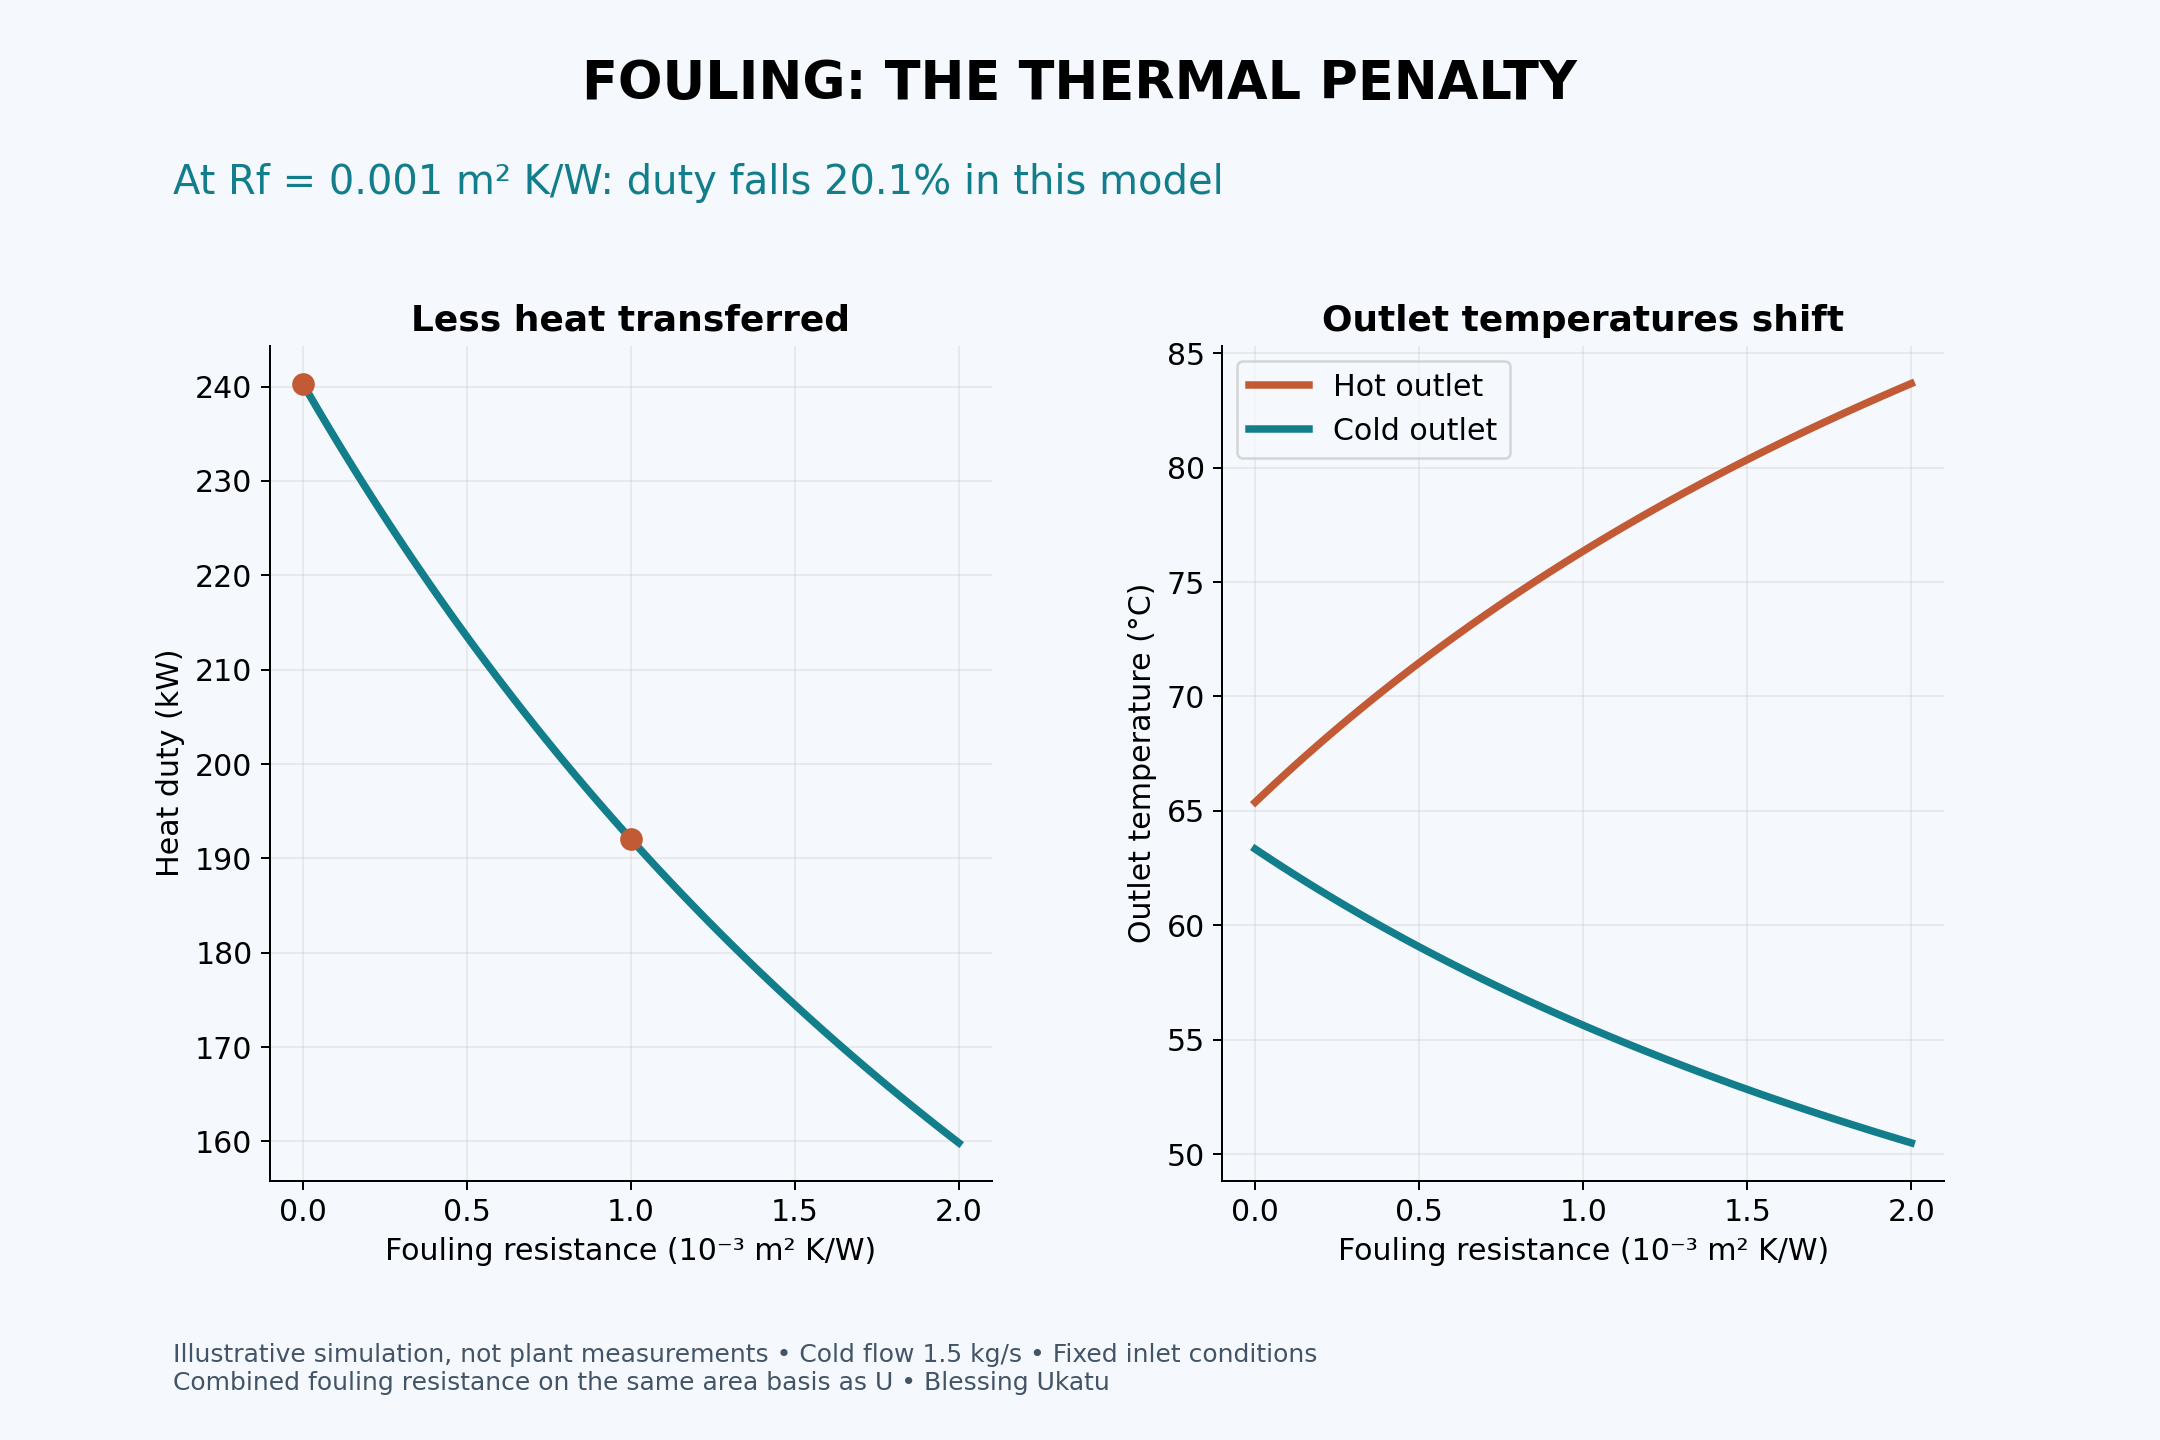 FOULING: THE THERMAL PENALTY
At Rf = 0.001 m² K/W: duty falls 20.1% in this model
Less heat transferred
240
230
220
210
200
190
180
170
160
Heat duty (kW)
0.0 0.5 1.0 1.5 2.0
Fouling resistance (10⁻³ m² K/W)
Outlet temperatures shift
Hot outlet
Cold outlet
85
80
75
70
65
60
55
50
Outlet temperature (°C)
0.0 0.5 1.0 1.5 2.0
Fouling resistance (10⁻³ m² K/W)
Illustrative simulation, not plant measurements • Cold flow 1.5 kg/s • Fixed inlet conditions
Combined fouling resistance on the same area basis as U • Blessing Ukatu